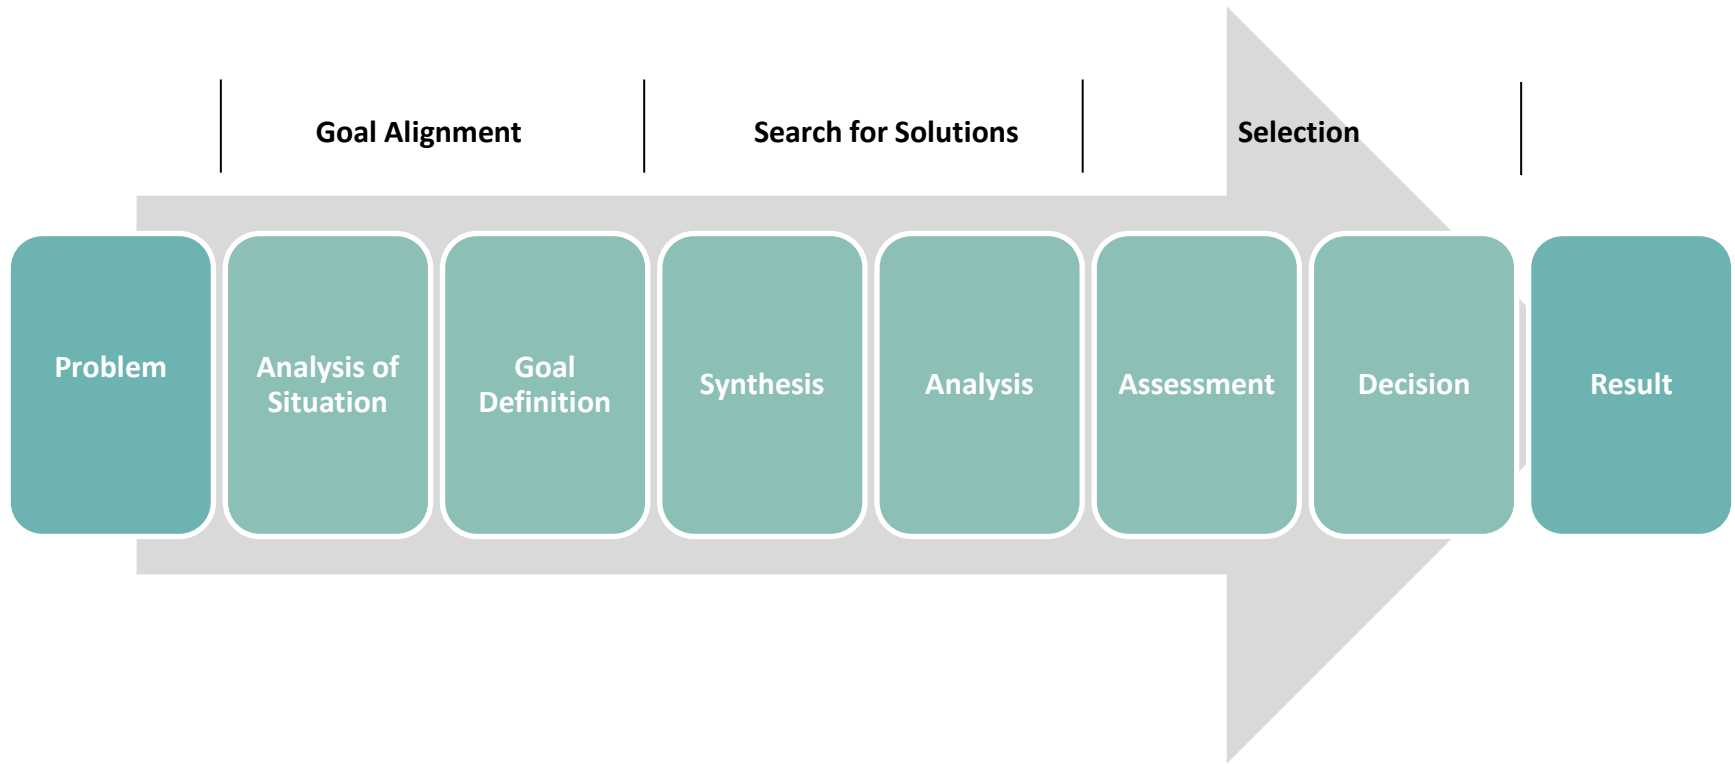 Goal Alignment
Search for Solutions
Selection
Problem
Analysis of
Situation
Goal
Definition
Synthesis
Analysis
Assessment
Decision
Result